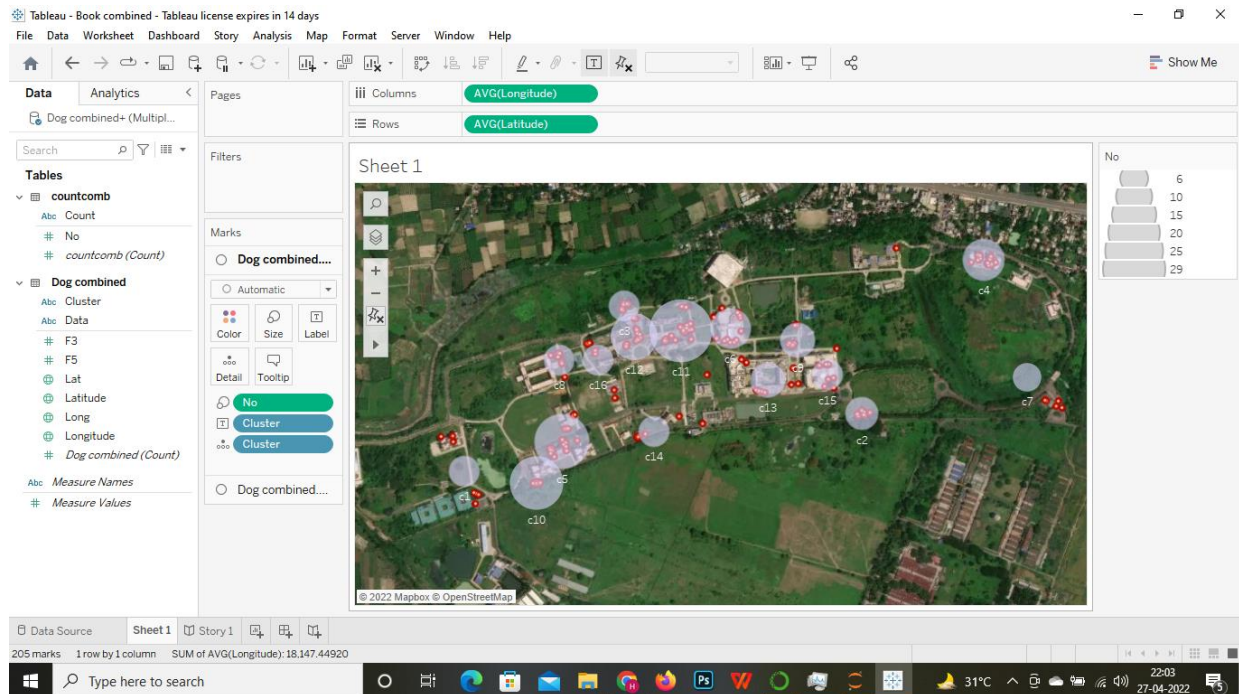 Tableau - Book combined - Tableau license expires in 14 days
File Data Worksheet Dashboard Story Analysis Map Format Server Window Help
Show Me
Data Analytics
Dog combined+ (Multipl...
Search
Tables
countcomb
Abc Count
# No
# countcomb (Count)
Dog combined
Abc Cluster
Abc Data
# F3
# F5
Lat
Latitude
Long
Longitude
# Dog combined (Count)
Abc Measure Names
# Measure Values
Pages
Filters
Marks
Dog combined....
Automatic
Color Size Label
Detail Tooltip
No
Cluster
Cluster
Dog combined....
iii Columns AVG(Longitude)
Rows AVG(Latitude)
Sheet 1
c4
c3
c12 c11
c8 c16
c9
c7
c13 c15
c2
c14
c5
c1
c10
© 2022 Mapbox © OpenStreetMap
No
6
10
15
20
25
29
Data Source Sheet 1 Story 1
205 marks 1 row by 1 column SUM of AVG(Longitude): 18,147.44920
Type here to search
Ps
31°C
22:03
27-04-2022
5